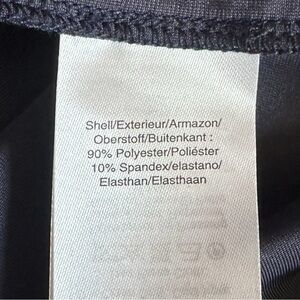 Shell/Exterieur/Armazon/
Oberstoff/Buitenkant :
90% Polyester/Poliéster
10% Spandex/elastano/
Elasthan/Elasthaan